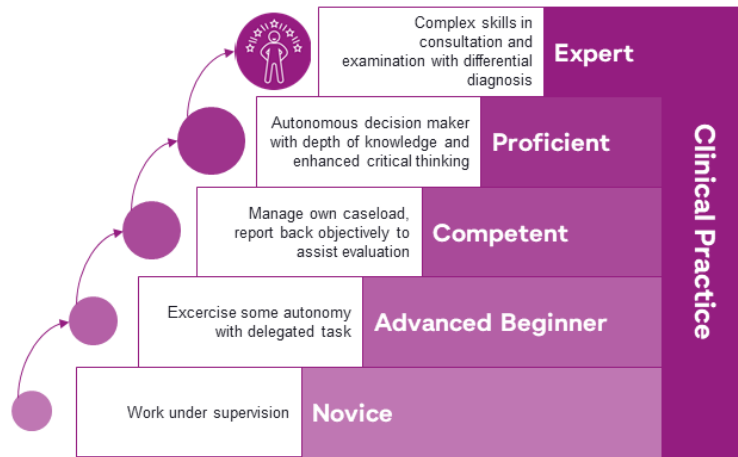 Complex skills in
consultation and
examination with differential
diagnosis
Expert
Autonomous decision maker
with depth of knowledge and
enhanced critical thinking
Proficient
Manage own caseload,
report back objectively to
assist evaluation
Competent
Excercise some autonomy
with delegated task
Advanced Beginner
Work under supervision
Novice
Clinical Practice